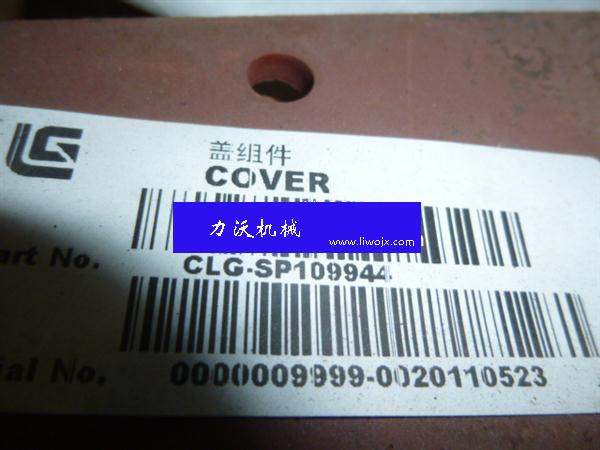 LG
盖组件
COVER
力沃机械
www.liwojx.com
art No.
CLG-SP109944
ial No.
0000009999-0020110523